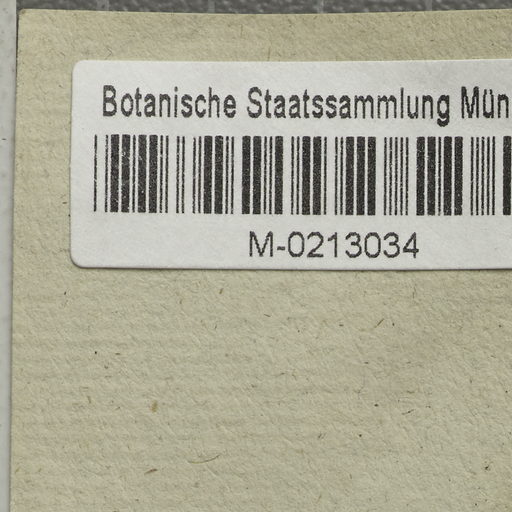 Botanische Staatssammlung Mün
M-0213034